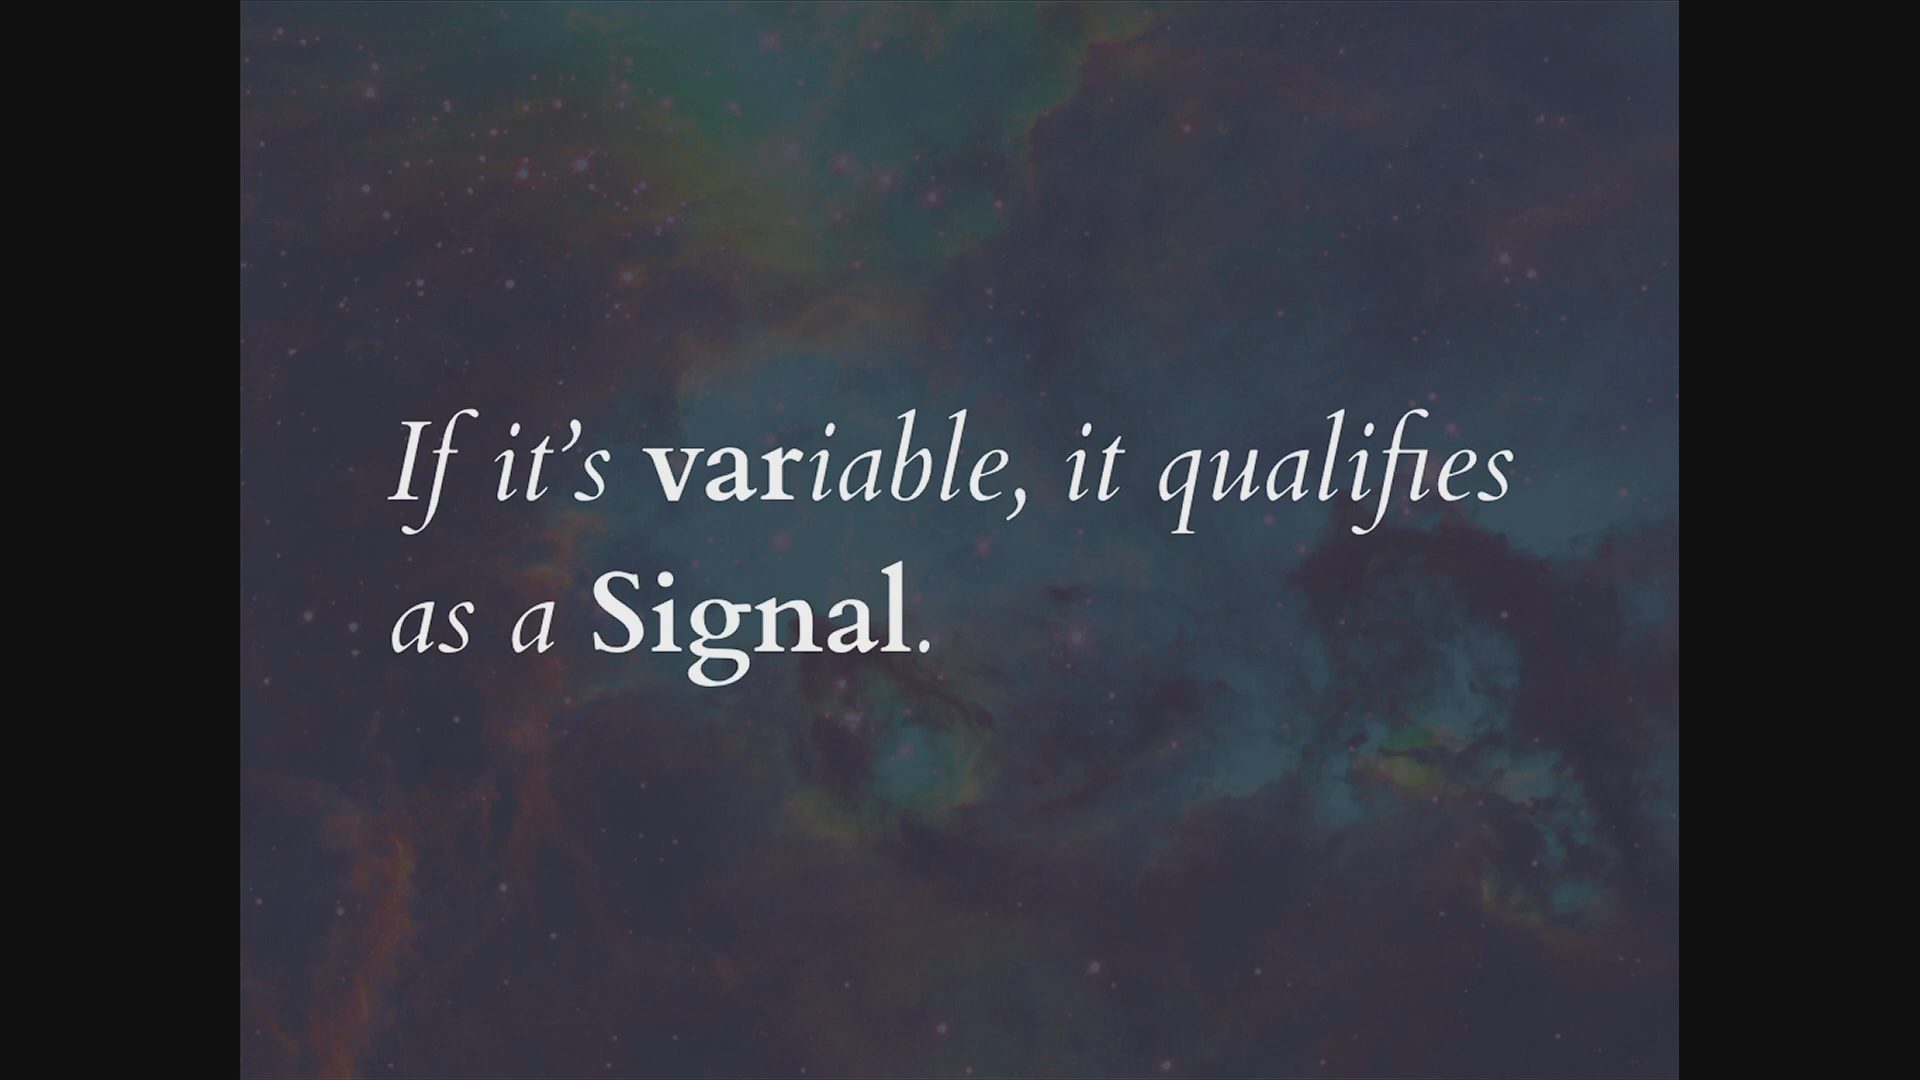 If it’s variable, it qualifies
as a Signal.